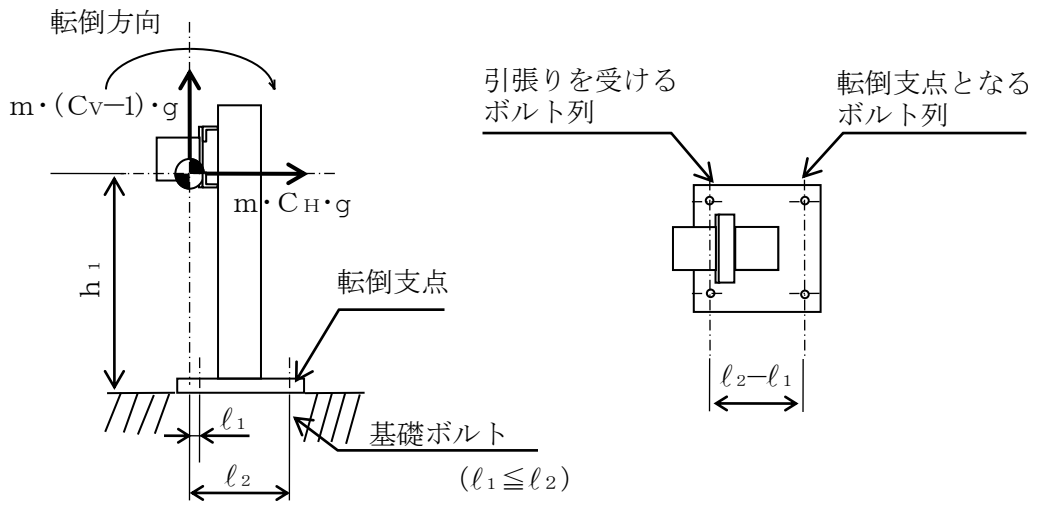 転倒方向
m・(CV−1)・g
m・CH・g
h1
転倒支点
ℓ1
基礎ボルト
ℓ2
(ℓ1≦ℓ2)
引張りを受ける
ボルト列
転倒支点となる
ボルト列
ℓ2−ℓ1